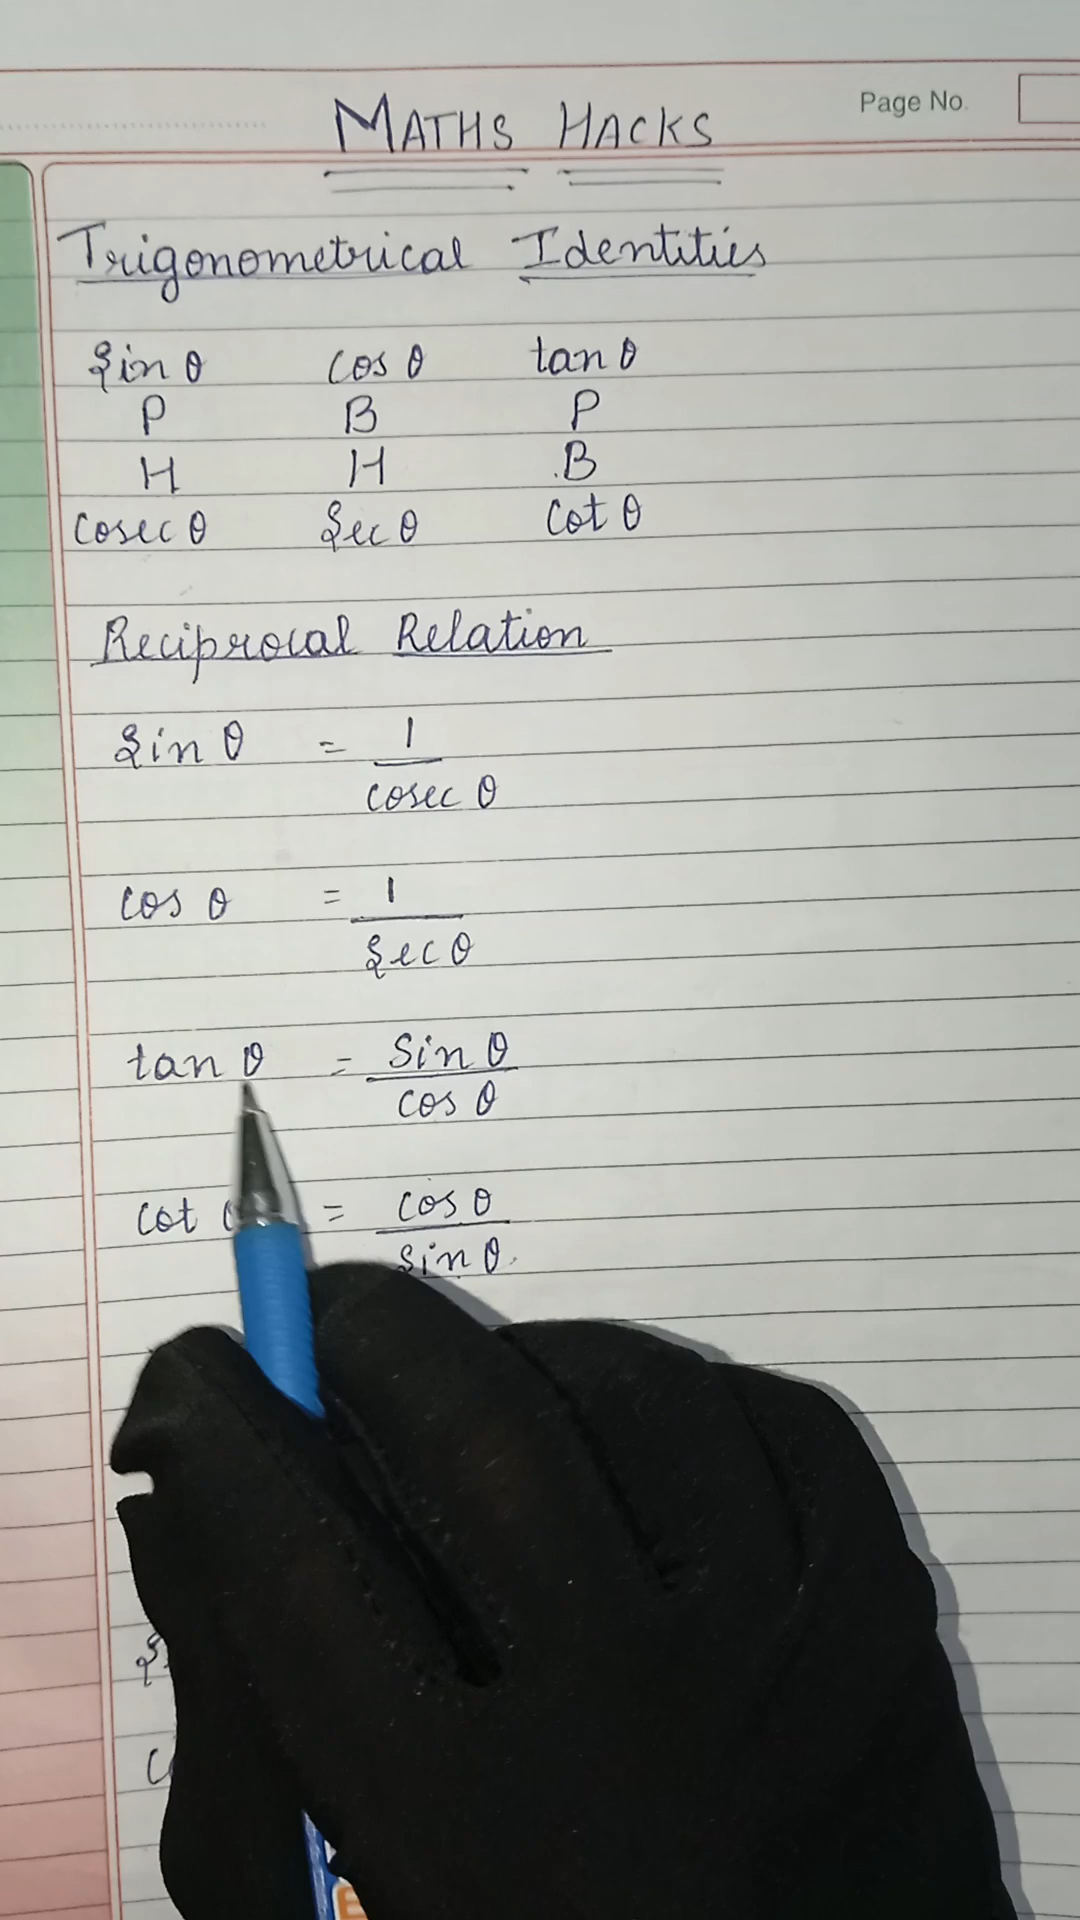 Page No.
MATHS HACKS
Trigonometrical Identities
Sin θ cos θ tan θ
P B P
H H B
cosec θ Sec θ cot θ
Reciprocal Relation
Sin θ = 1
cosec θ
cos θ = 1
Sec θ
tan θ = Sin θ
cos θ
cot = cos θ
sin θ